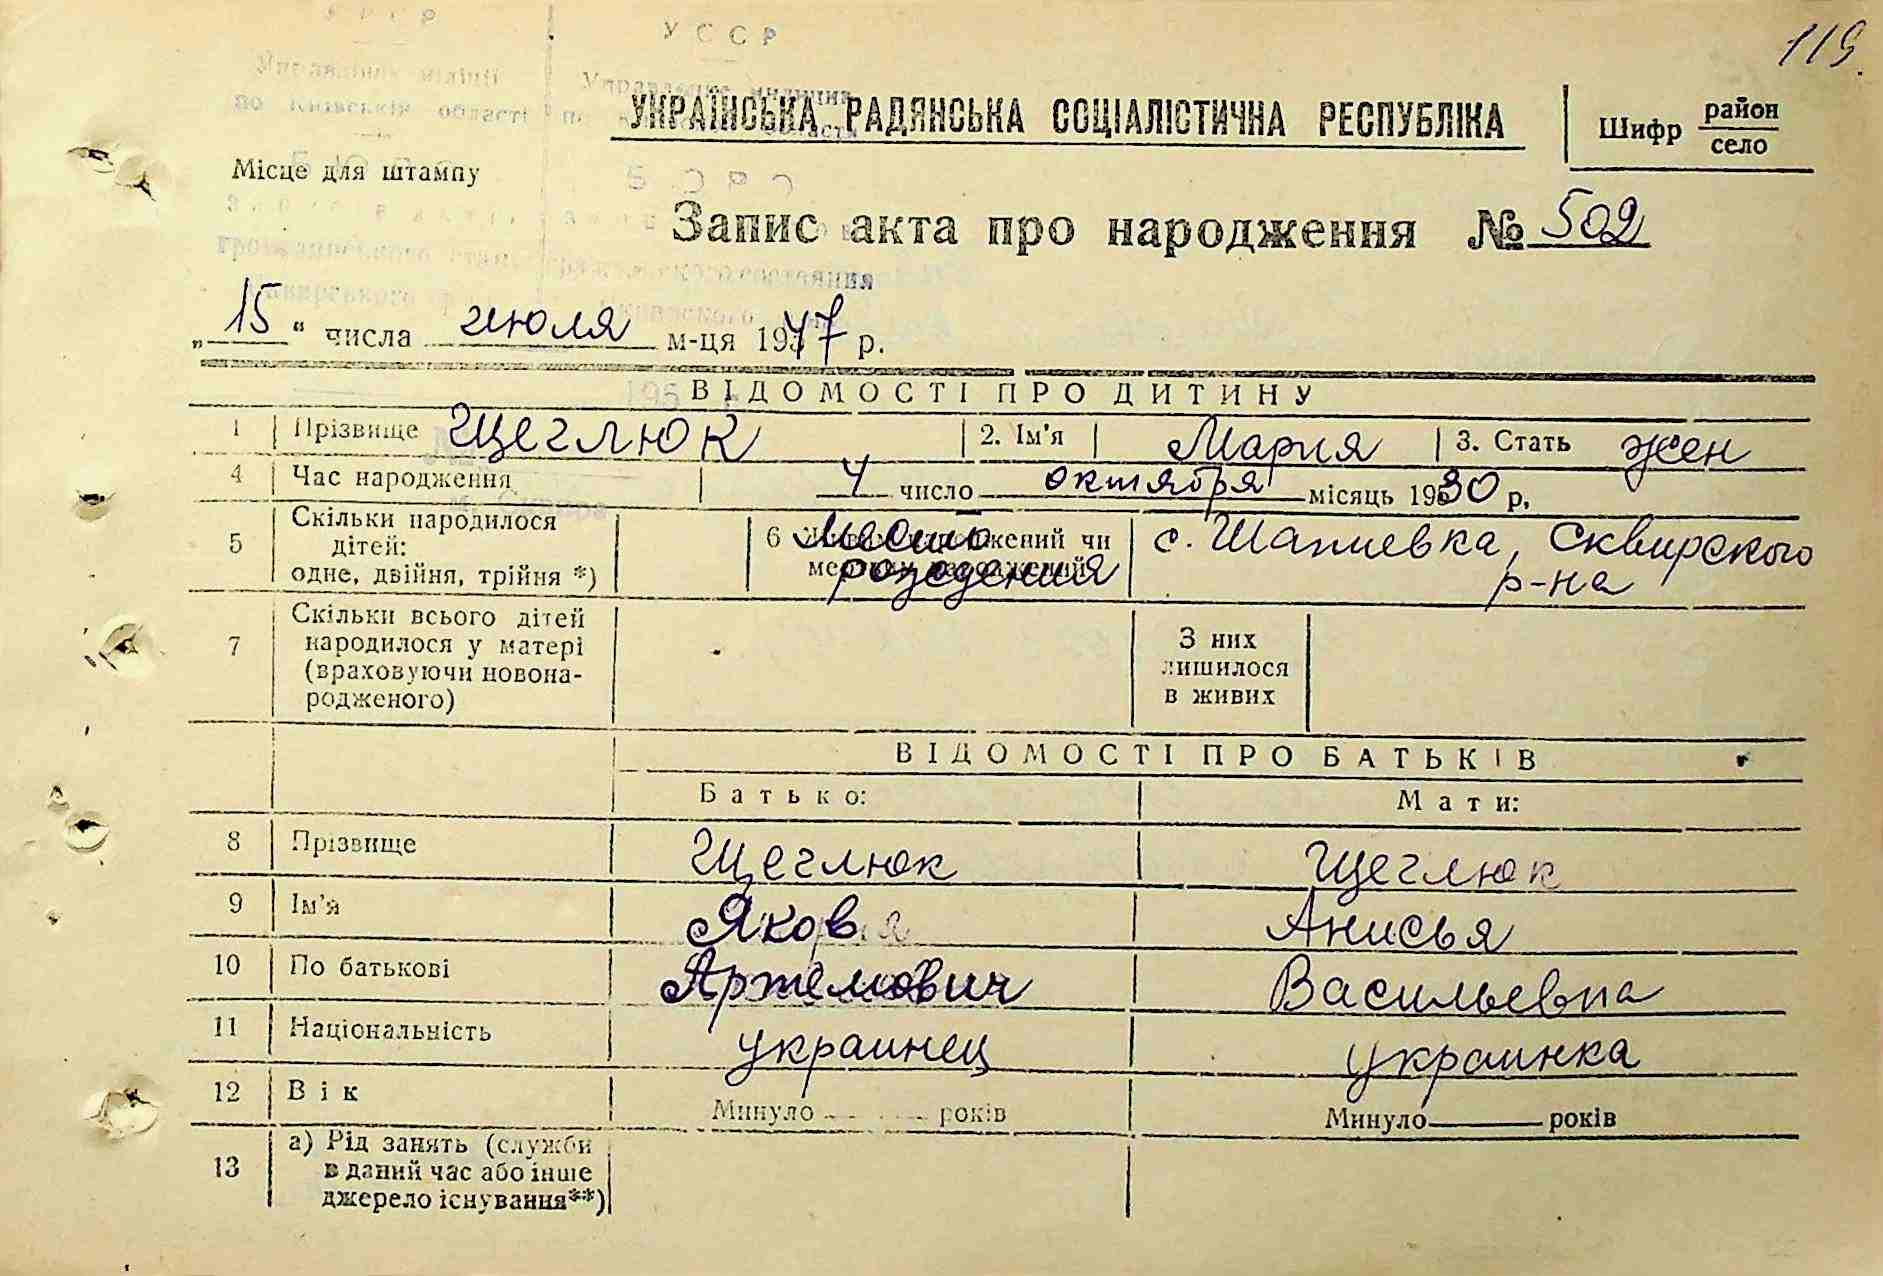 119.
УССР
УКРАЇНСЬКА РАДЯНСЬКА СОЦІАЛІСТИЧНА РЕСПУБЛІКА
Шифр район село
Місце для штампу
Запис акта про народження № 502
„15“ числа июля м-ця 1947 р.
ВІДОМОСТІ ПРО ДИТИНУ
1 Прізвище Щеглюк 2. Ім'я Мария 3. Стать жен
4 Час народження 4 число октября місяць 1930 р.
5 Скільки народилося дітей: одне, двійня, трійня *) 6 место рождения с. Шапиевка, Сквирского р-на
7 Скільки всього дітей народилося у матері (враховуючи новонародженого) З них лишилося в живих
ВІДОМОСТІ ПРО БАТЬКІВ
Батько: Мати:
8 Прізвище Щеглюк Щеглюк
9 Ім'я Яков Анисья
10 По батькові Артемович Васильевна
11 Національність украинец украинка
12 Вік Минуло років Минуло років
13 а) Рід занять (служби
в даний час або інше
джерело існування**)